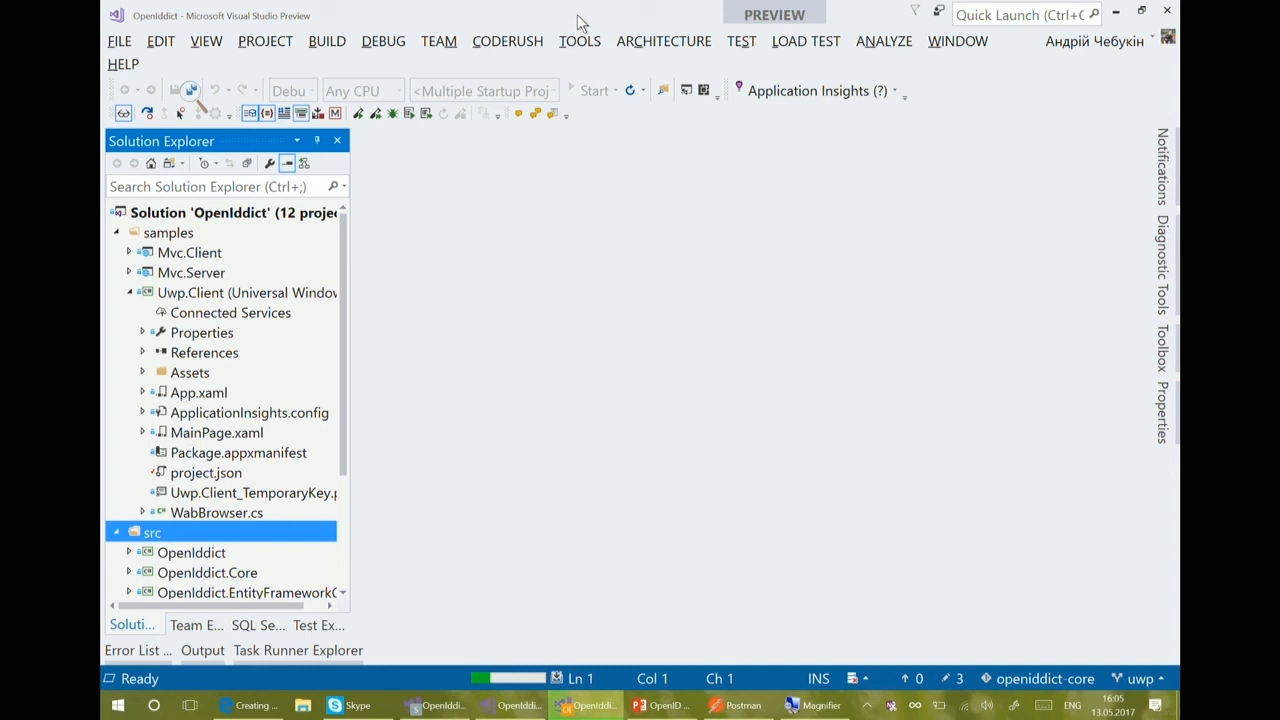 OpenIddict - Microsoft Visual Studio Preview
PREVIEW
Quick Launch (Ctrl+C
FILE EDIT VIEW PROJECT BUILD DEBUG TEAM CODERUSH TOOLS ARCHITECTURE TEST LOAD TEST ANALYZE WINDOW
Андрій Чебукін
HELP
Debu Any CPU <Multiple Startup Proj Start Application Insights (?)
Solution Explorer
Search Solution Explorer (Ctrl+;)
Solution 'OpenIddict' (12 proje
samples
Mvc.Client
Mvc.Server
Uwp.Client (Universal Window
Connected Services
Properties
References
Assets
App.xaml
ApplicationInsights.config
MainPage.xaml
Package.appxmanifest
project.json
Uwp.Client_TemporaryKey.p
WabBrowser.cs
src
OpenIddict
OpenIddict.Core
OpenIddict.EntityFrameworkC
Soluti... Team E... SQL Se... Test Ex...
Error List ... Output Task Runner Explorer
Notifications
Diagnostic Tools
Toolbox
Properties
Ready Ln 1 Col 1 Ch 1 INS 0 3 openiddict-core uwp
Creating ... Skype OpenIddi... OpenIddi... OpenIddi... OpenID ... Postman Magnifier ENG 16:05
13.05.2017